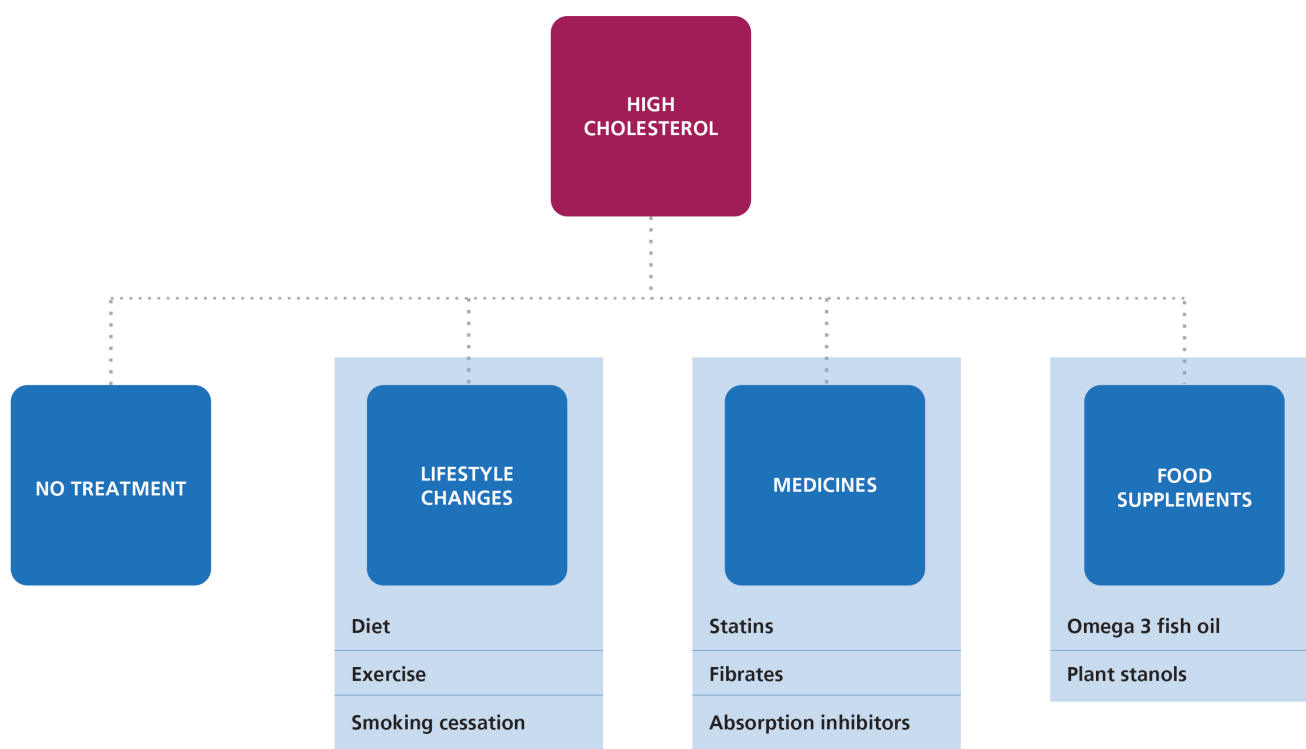 HIGH
CHOLESTEROL
NO TREATMENT
LIFESTYLE
CHANGES
Diet
Exercise
Smoking cessation
MEDICINES
Statins
Fibrates
Absorption inhibitors
FOOD
SUPPLEMENTS
Omega 3 fish oil
Plant stanols